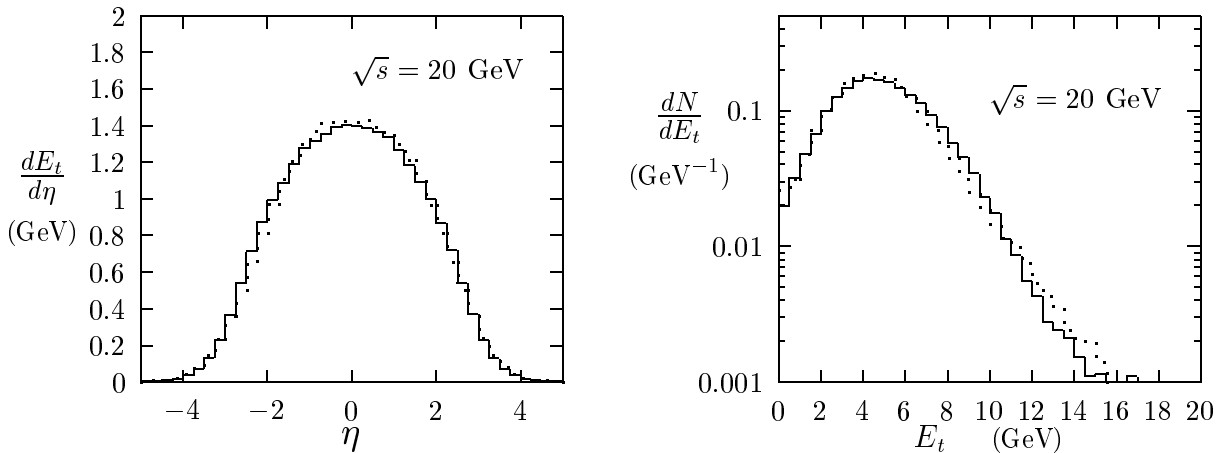 2
1.8
1.6
1.4
1.2
1
0.8
0.6
0.4
0.2
0
dE_t
dη
(GeV)
√s = 20 GeV
−4 −2 0 2 4
η
0.1
0.01
0.001
dN
dE_t
(GeV⁻¹)
√s = 20 GeV
0 2 4 6 8 10 12 14 16 18 20
E_t (GeV)